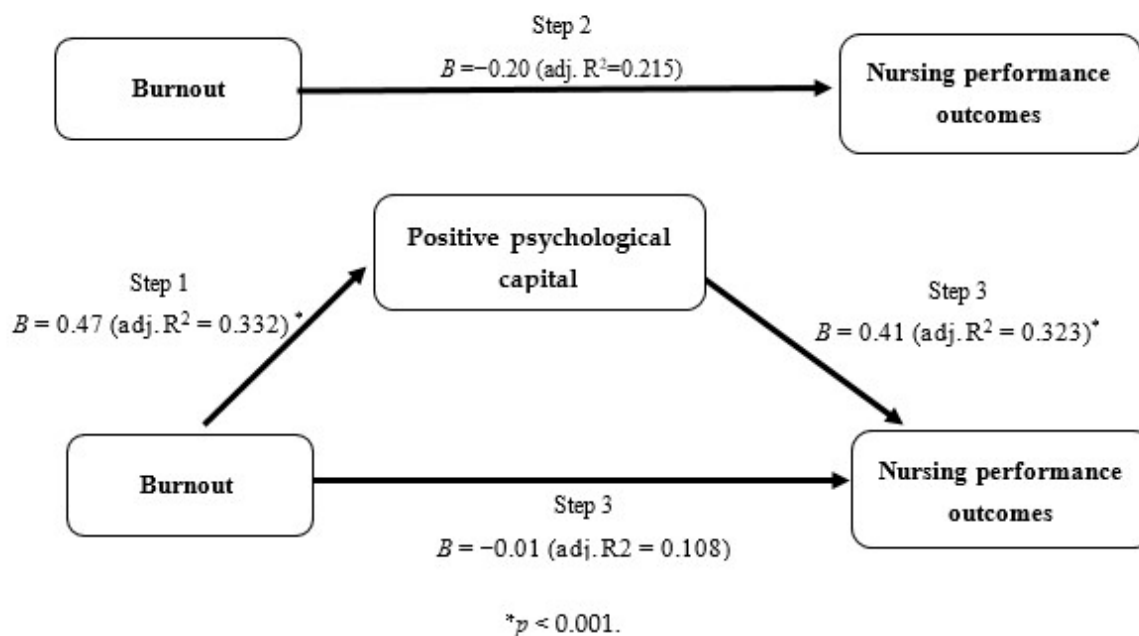 Step 2
B =−0.20 (adj. R²=0.215)
Burnout
Nursing performance
outcomes
Positive psychological
capital
Step 1
B = 0.47 (adj. R² = 0.332)*
Step 3
B = 0.41 (adj. R² = 0.323)*
Burnout
Nursing performance
outcomes
Step 3
B = −0.01 (adj. R2 = 0.108)
*p < 0.001.